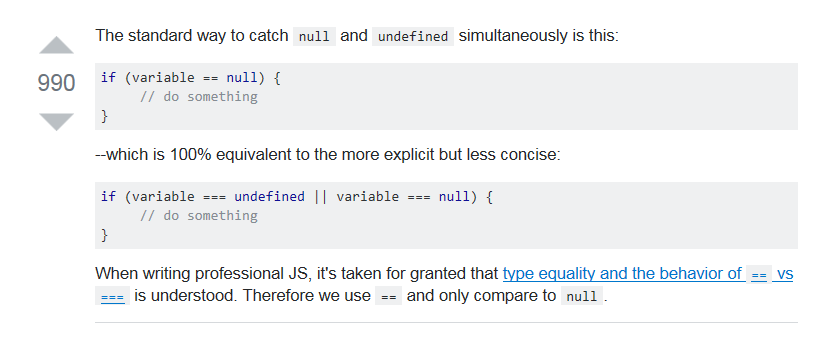 The standard way to catch null and undefined simultaneously is this:
990
if (variable == null) {
// do something
}
--which is 100% equivalent to the more explicit but less concise:
if (variable === undefined || variable === null) {
// do something
}
When writing professional JS, it's taken for granted that type equality and the behavior of == vs
=== is understood. Therefore we use == and only compare to null.